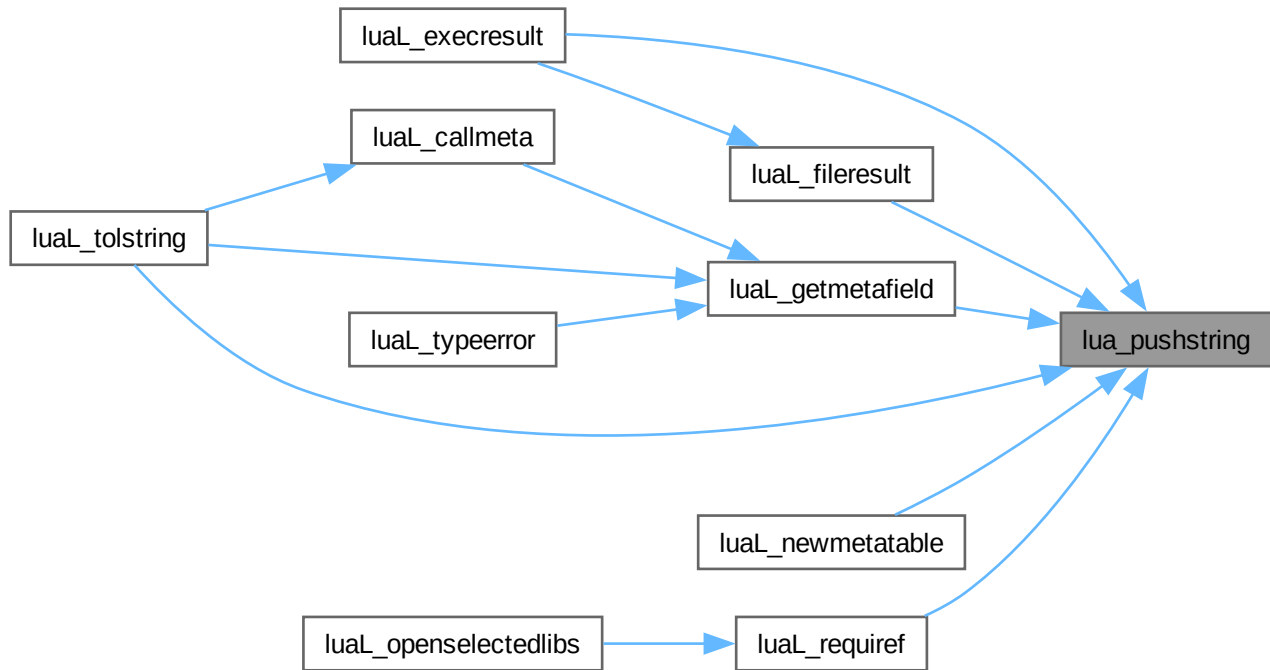 luaL_execresult
luaL_callmeta
luaL_fileresult
luaL_tolstring
luaL_getmetafield
luaL_typeerror
lua_pushstring
luaL_newmetatable
luaL_openselectedlibs
luaL_requiref